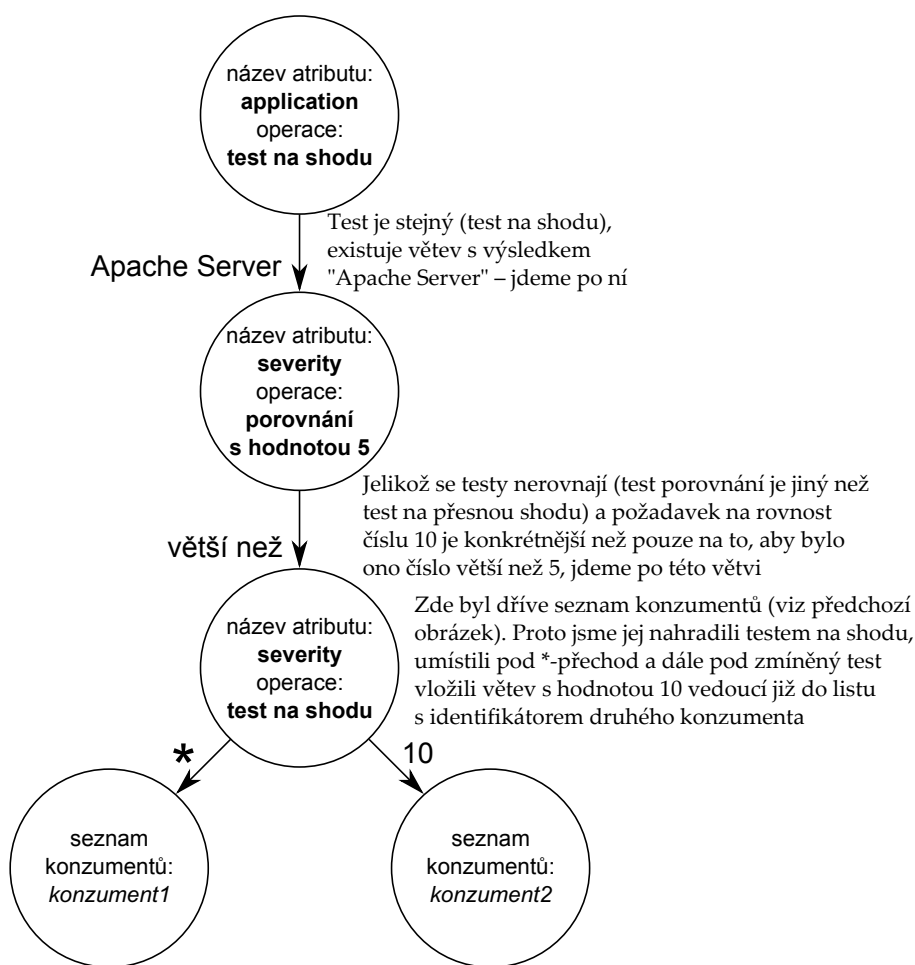 název atributu:
application
operace:
test na shodu
Test je stejný (test na shodu),
existuje větev s výsledkem
"Apache Server" – jdeme po ní
Apache Server
název atributu:
severity
operace:
porovnání
s hodnotou 5
Jelikož se testy nerovnají (test porovnání je jiný než
test na přesnou shodu) a požadavek na rovnost
číslu 10 je konkrétnější než pouze na to, aby bylo
ono číslo větší než 5, jdeme po této větvi
větší než
název atributu:
severity
operace:
test na shodu
Zde byl dříve seznam konzumentů (viz předchozí
obrázek). Proto jsme jej nahradili testem na shodu,
umístili pod *-přechod a dále pod zmíněný test
vložili větev s hodnotou 10 vedoucí již do listu
s identifikátorem druhého konzumenta
*
10
seznam
konzumentů:
konzument1
seznam
konzumentů:
konzument2